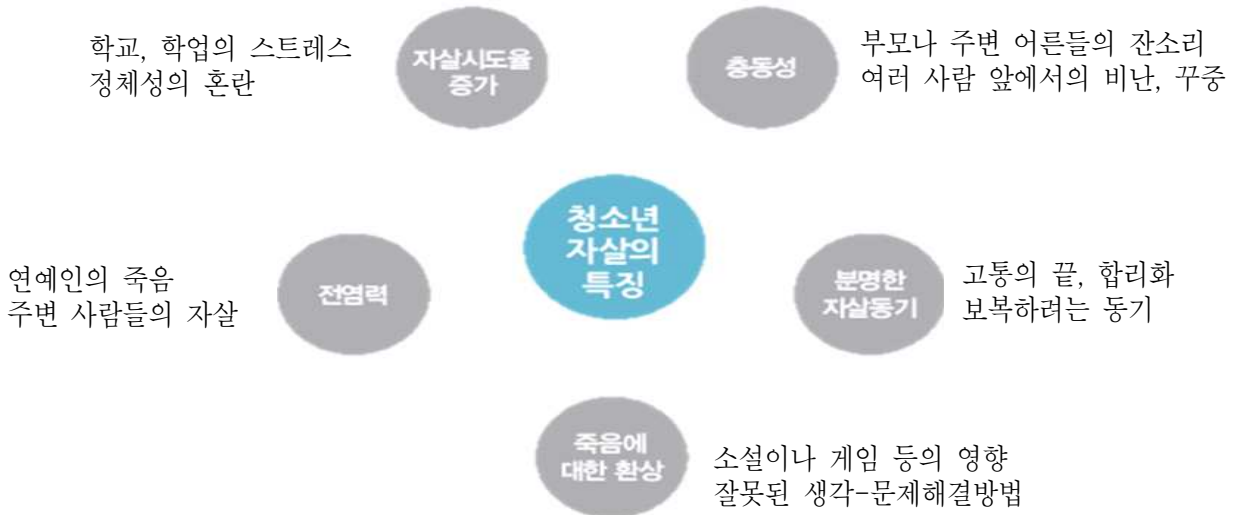 학교, 학업의 스트레스
정체성의 혼란
자살시도율
증가
충동성
부모나 주변 어른들의 잔소리
여러 사람 앞에서의 비난, 꾸중
청소년
자살의
특징
연예인의 죽음
주변 사람들의 자살
전염력
분명한
자살동기
고통의 끝, 합리화
보복하려는 동기
죽음에
대한 환상
소설이나 게임 등의 영향
잘못된 생각-문제해결방법